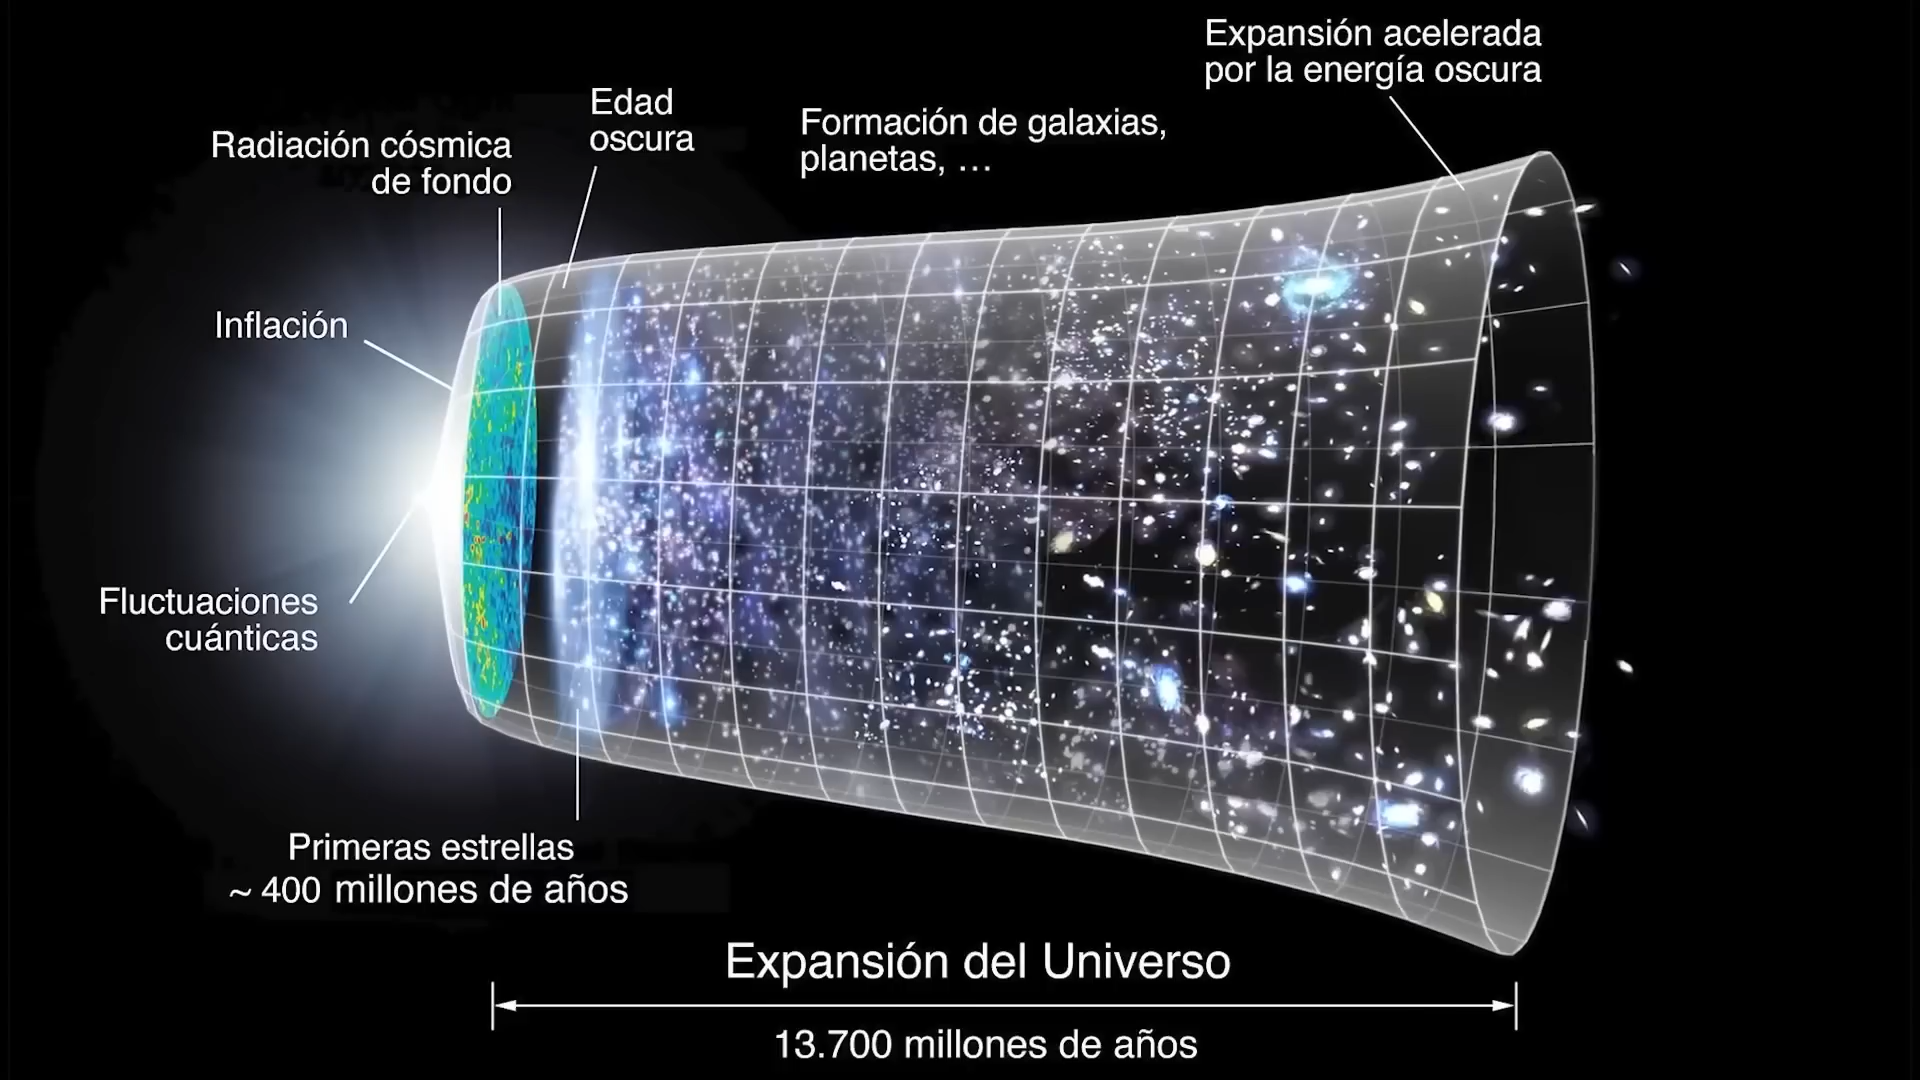 Expansión acelerada
por la energía oscura
Edad
oscura
Formación de galaxias,
planetas, ...
Radiación cósmica
de fondo
Inflación
Fluctuaciones
cuánticas
Primeras estrellas
~ 400 millones de años
Expansión del Universo
13.700 millones de años